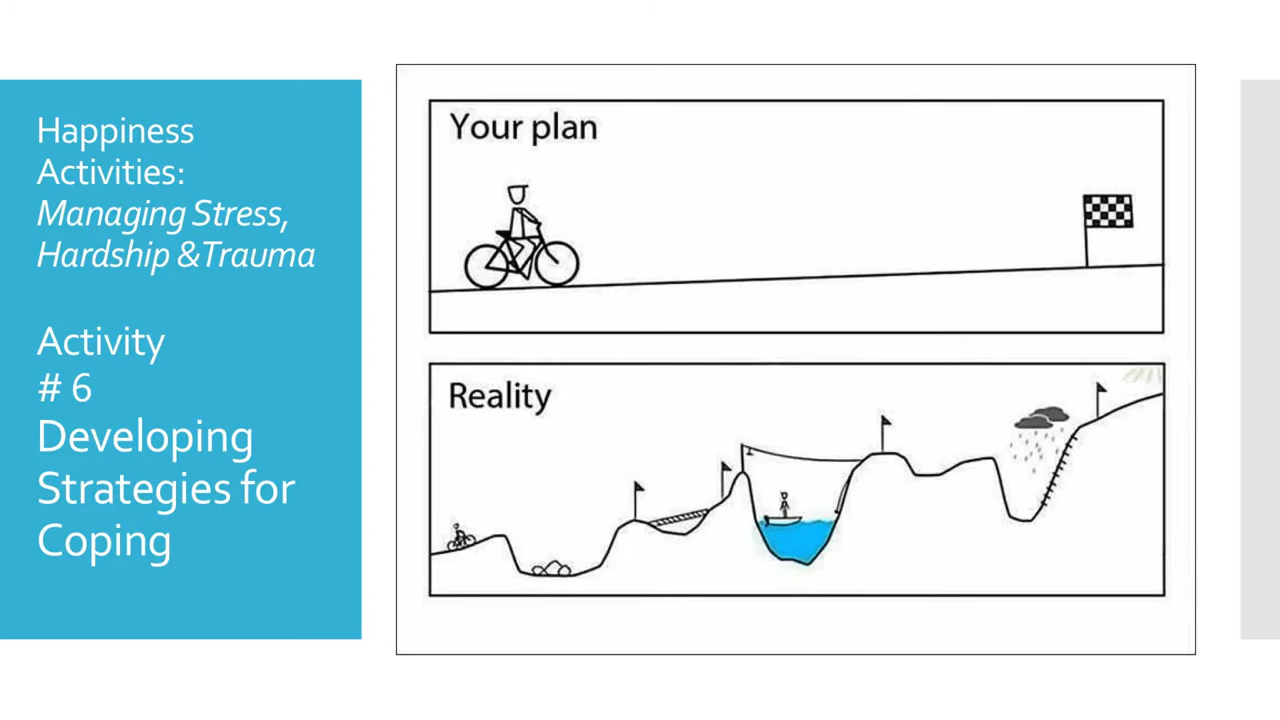 Happiness
Activities:
Managing Stress,
Hardship &Trauma
Activity
# 6
Developing
Strategies for
Coping
Your plan
Reality